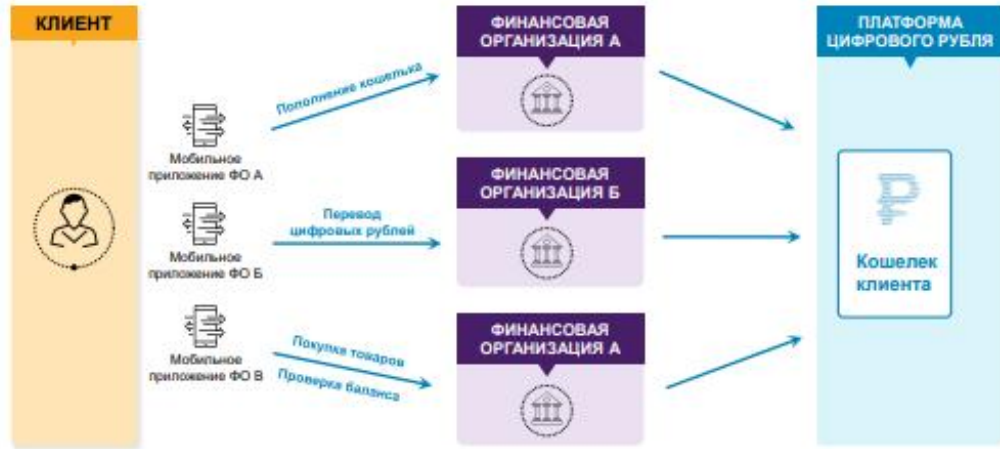 КЛИЕНТ
ФИНАНСОВАЯ
ОРГАНИЗАЦИЯ А
ПЛАТФОРМА
ЦИФРОВОГО РУБЛЯ
Мобильное
приложение ФО А
Пополнение кошелька
ФИНАНСОВАЯ
ОРГАНИЗАЦИЯ Б
Мобильное
приложение ФО Б
Перевод
цифровых рублей
Кошелек
клиента
ФИНАНСОВАЯ
ОРГАНИЗАЦИЯ А
Мобильное
приложение ФО В
Покупка товаров
Проверка баланса